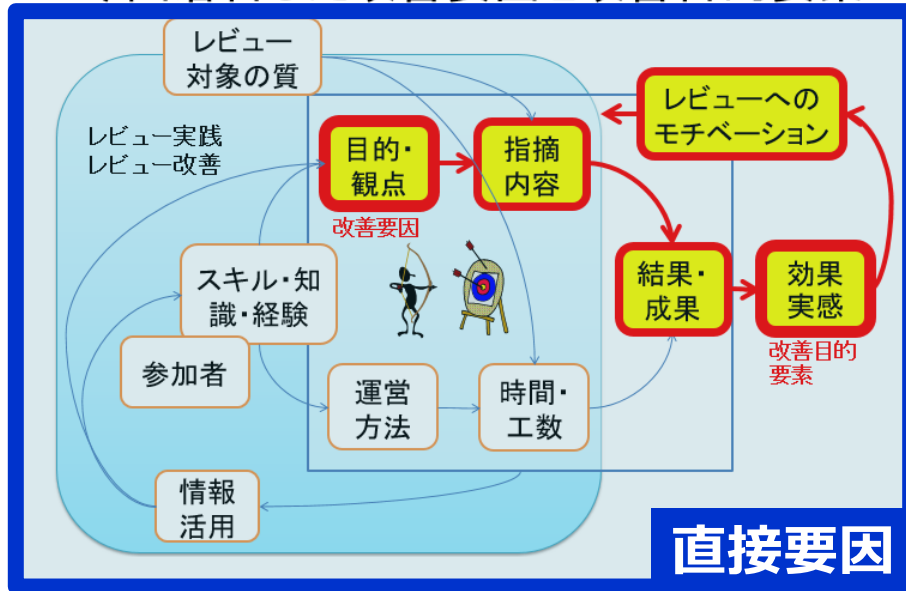 レビュー
対象の質
レビューへの
モチベーション
レビュー実践
レビュー改善
目的・
観点
指摘
内容
改善要因
スキル・知
識・経験
結果・
成果
効果
実感
改善目的
要素
参加者
運営
方法
時間・
工数
情報
活用
直接要因